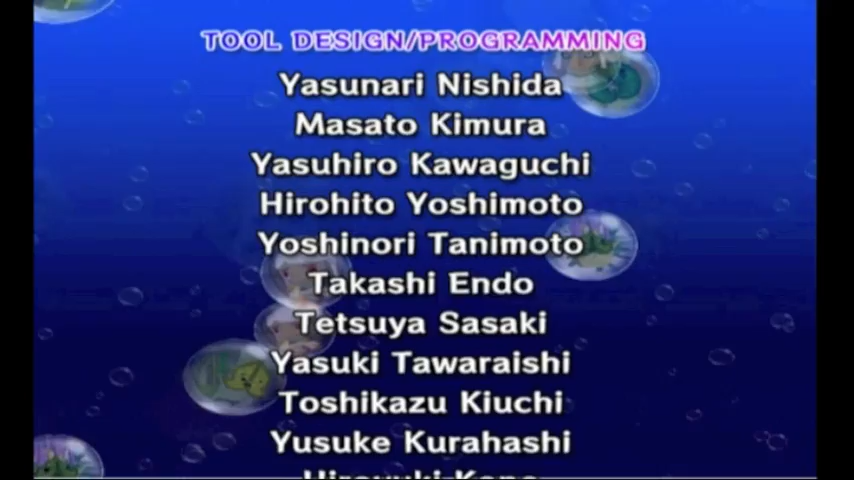 TOOL DESIGN/PROGRAMMING
Yasunari Nishida
Masato Kimura
Yasuhiro Kawaguchi
Hirohito Yoshimoto
Yoshinori Tanimoto
Takashi Endo
Tetsuya Sasaki
Yasuki Tawaraishi
Toshikazu Kiuchi
Yusuke Kurahashi